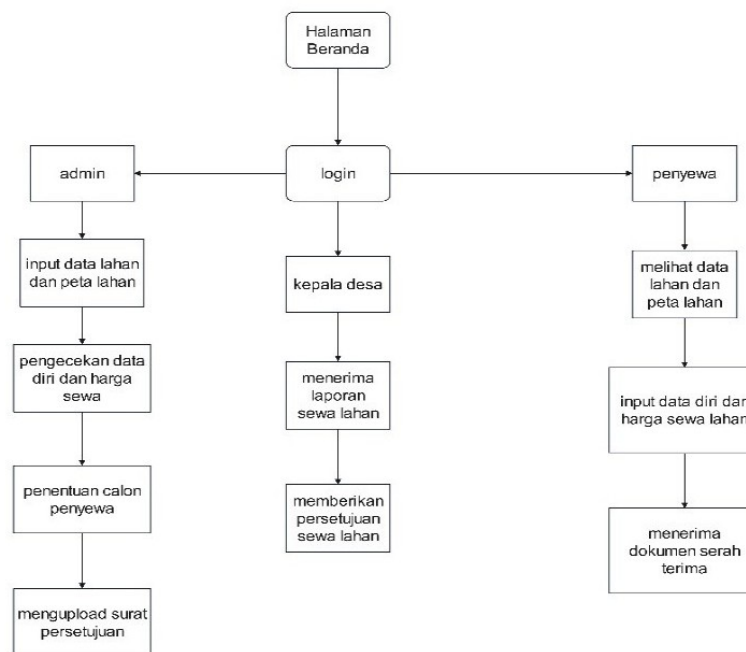 Halaman
Beranda
admin
login
penyewa
input data lahan
dan peta lahan
kepala desa
melihat data
lahan dan
peta lahan
pengecekan data
diri dan harga
sewa
menerima
laporan
sewa lahan
input data diri dan
harga sewa lahan
penentuan calon
penyewa
memberikan
persetujuan
sewa lahan
menerima
dokumen serah
terima
mengupload surat
persetujuan